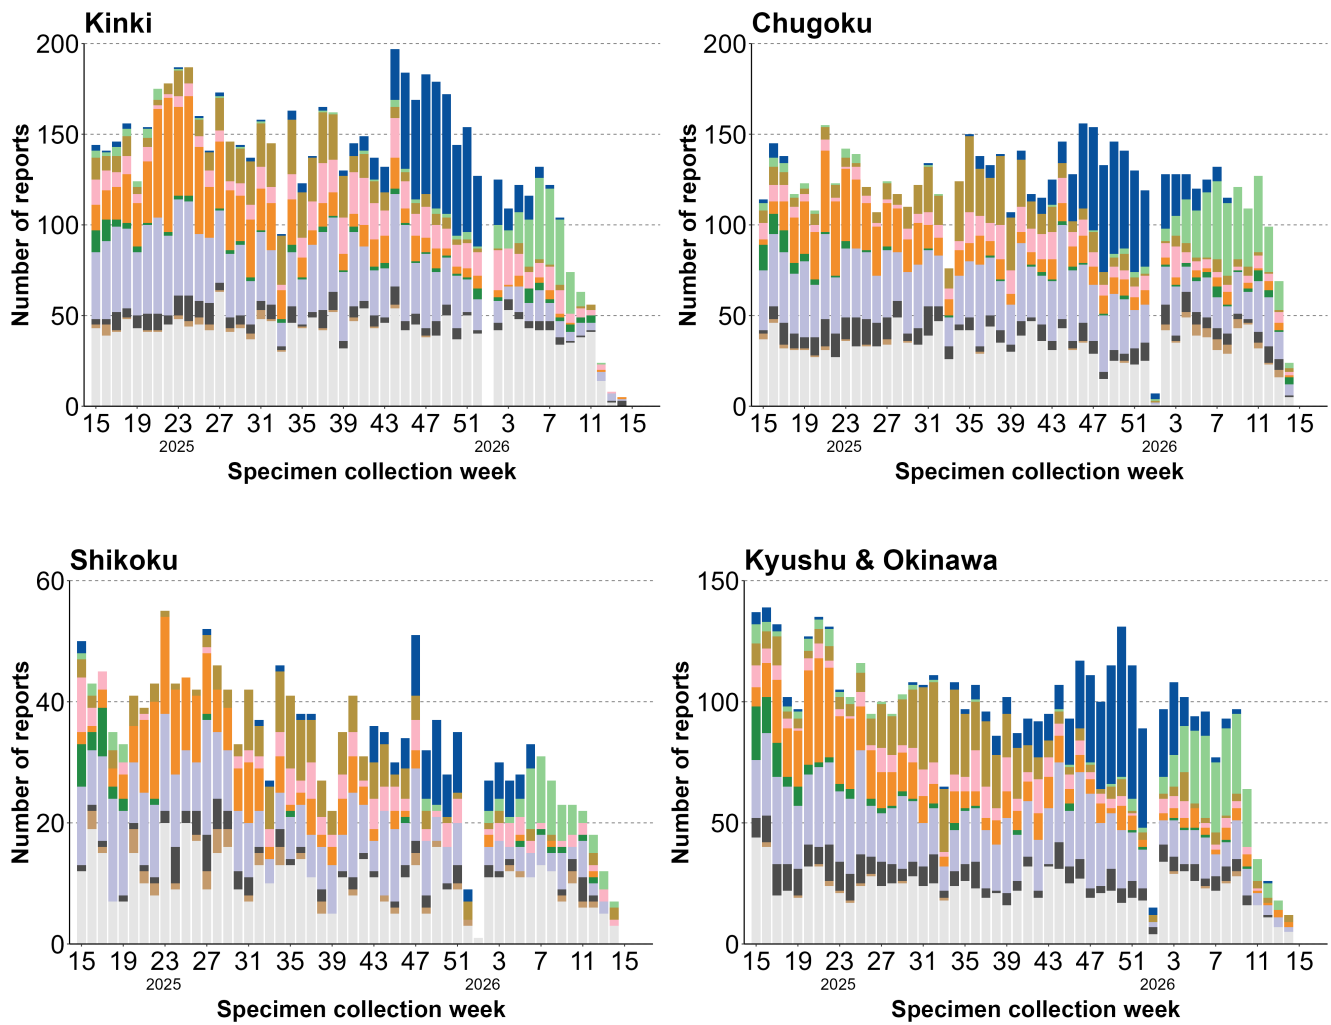 Kinki
Number of reports
200
150
100
50
0
15 19 23 27 31 35 39 43 47 51 3 7 11 15
2025 2026
Specimen collection week
Chugoku
Number of reports
200
150
100
50
0
15 19 23 27 31 35 39 43 47 51 3 7 11 15
2025 2026
Specimen collection week
Shikoku
Number of reports
60
40
20
0
15 19 23 27 31 35 39 43 47 51 3 7 11 15
2025 2026
Specimen collection week
Kyushu & Okinawa
Number of reports
150
100
50
0
15 19 23 27 31 35 39 43 47 51 3 7 11 15
2025 2026
Specimen collection week